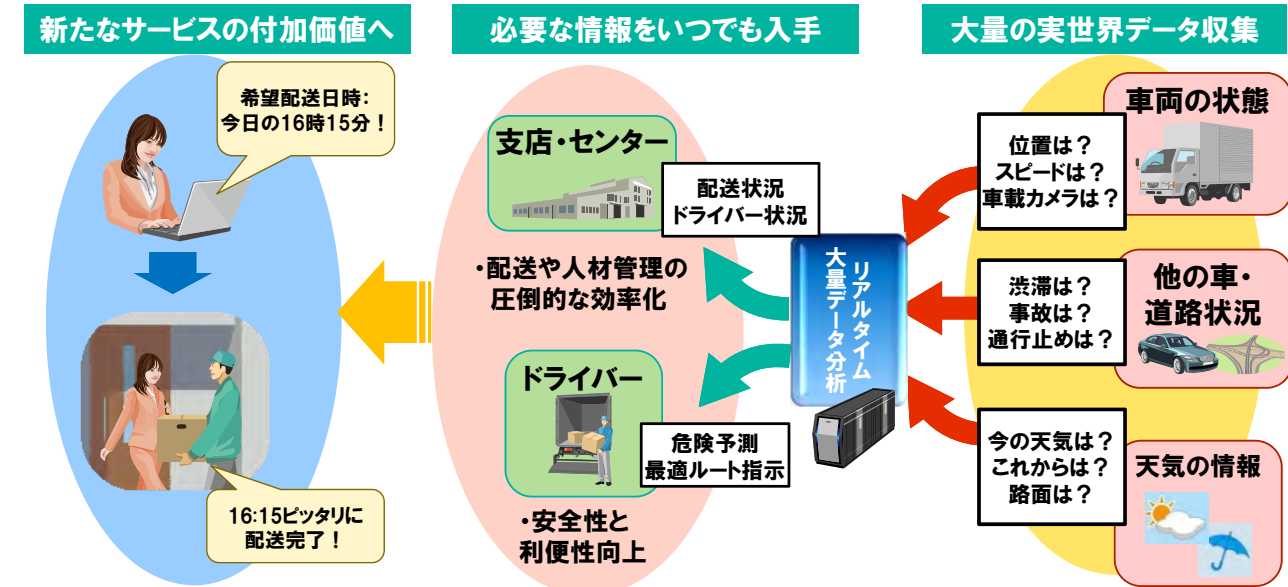 新たなサービスの付加価値へ
希望配送日時：
今日の16時15分！
16:15ピッタリに
配送完了！
必要な情報をいつでも入手
支店・センター
配送状況
ドライバー状況
・配送や人材管理の
圧倒的な効率化
ドライバー
危険予測
最適ルート指示
・安全性と
利便性向上
リアルタイム
大量データ分析
大量の実世界データ収集
車両の状態
位置は？
スピードは？
車載カメラは？
他の車・
道路状況
渋滞は？
事故は？
通行止めは？
天気の情報
今の天気は？
これからは？
路面は？